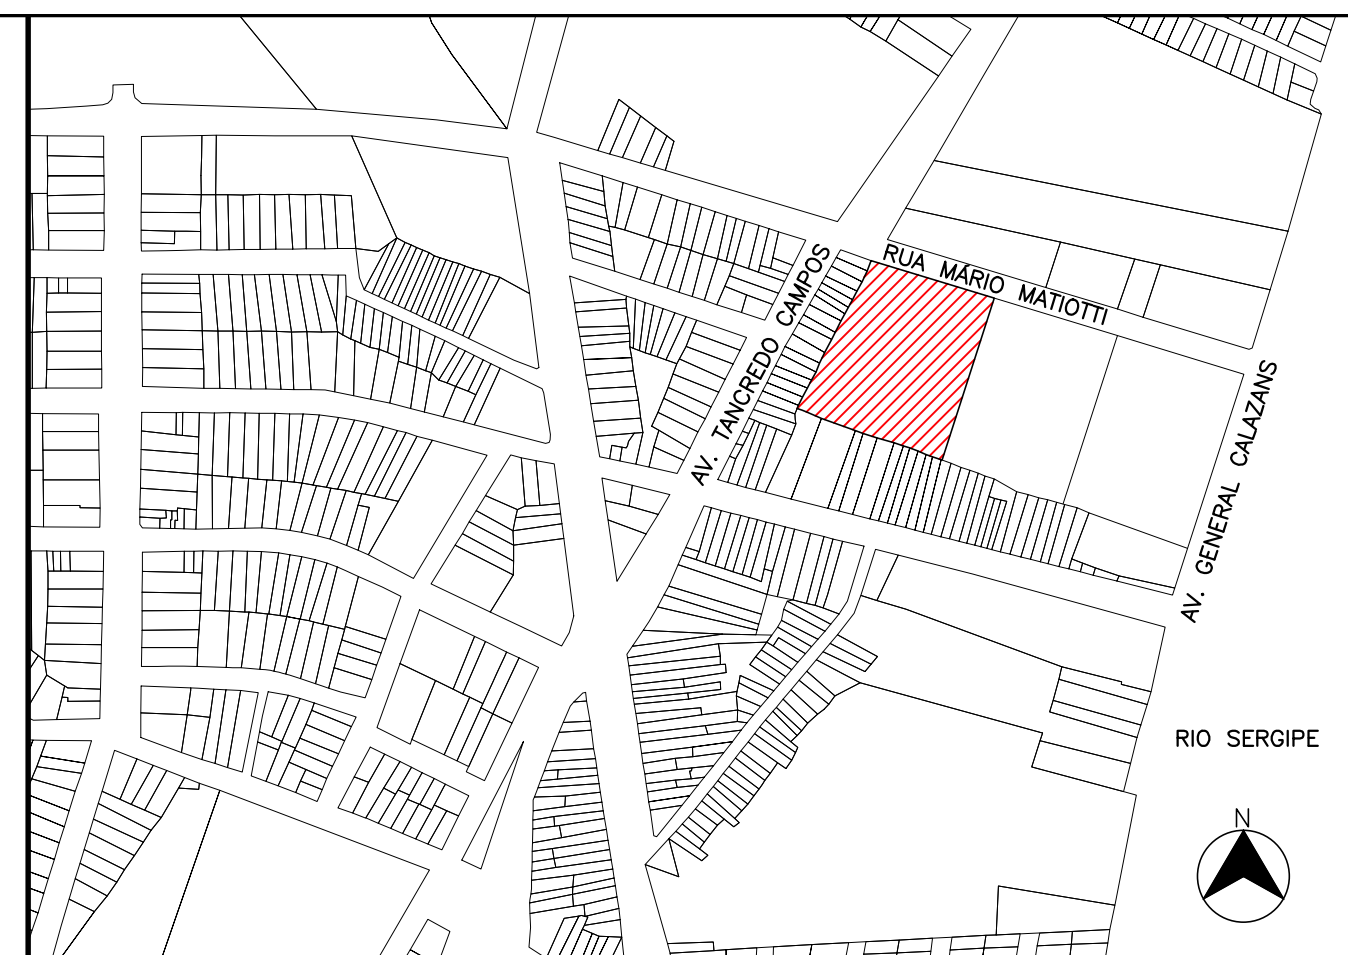 RUA MÁRIO MATIOTTI
AV. TANCREDO CAMPOS
AV. GENERAL CALAZANS
RIO SERGIPE
N